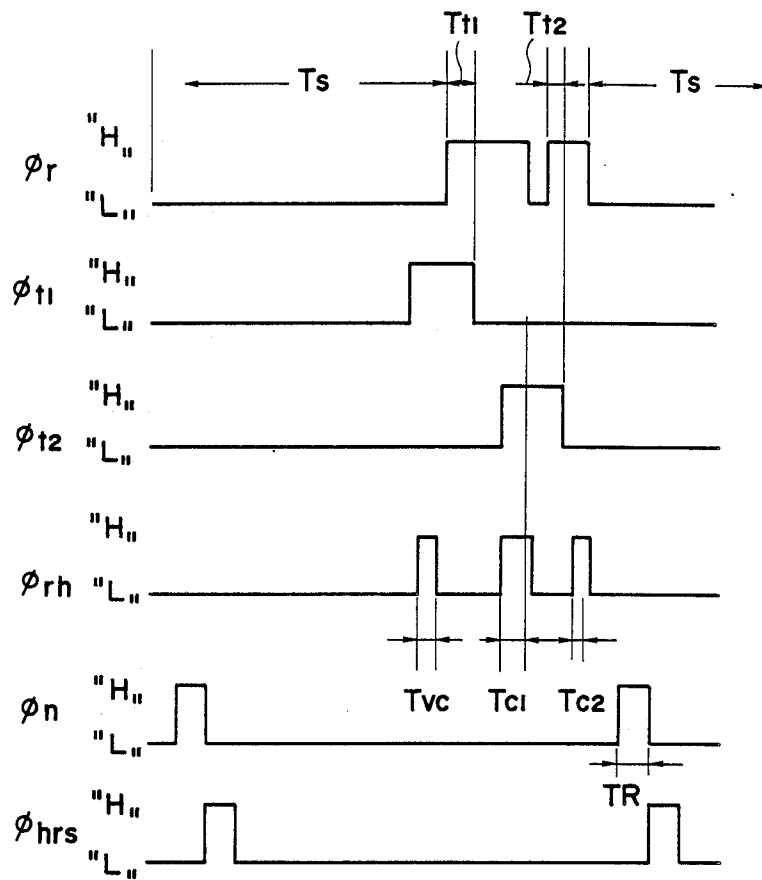 Tt1 Tt2
Ts Ts
"H"
φr
"L"
"H"
φt1
"L"
"H"
φt2
"L"
"H"
φrh
"L"
Tvc Tc1 Tc2
"H"
φn
"L"
TR
"H"
φhrs
"L"